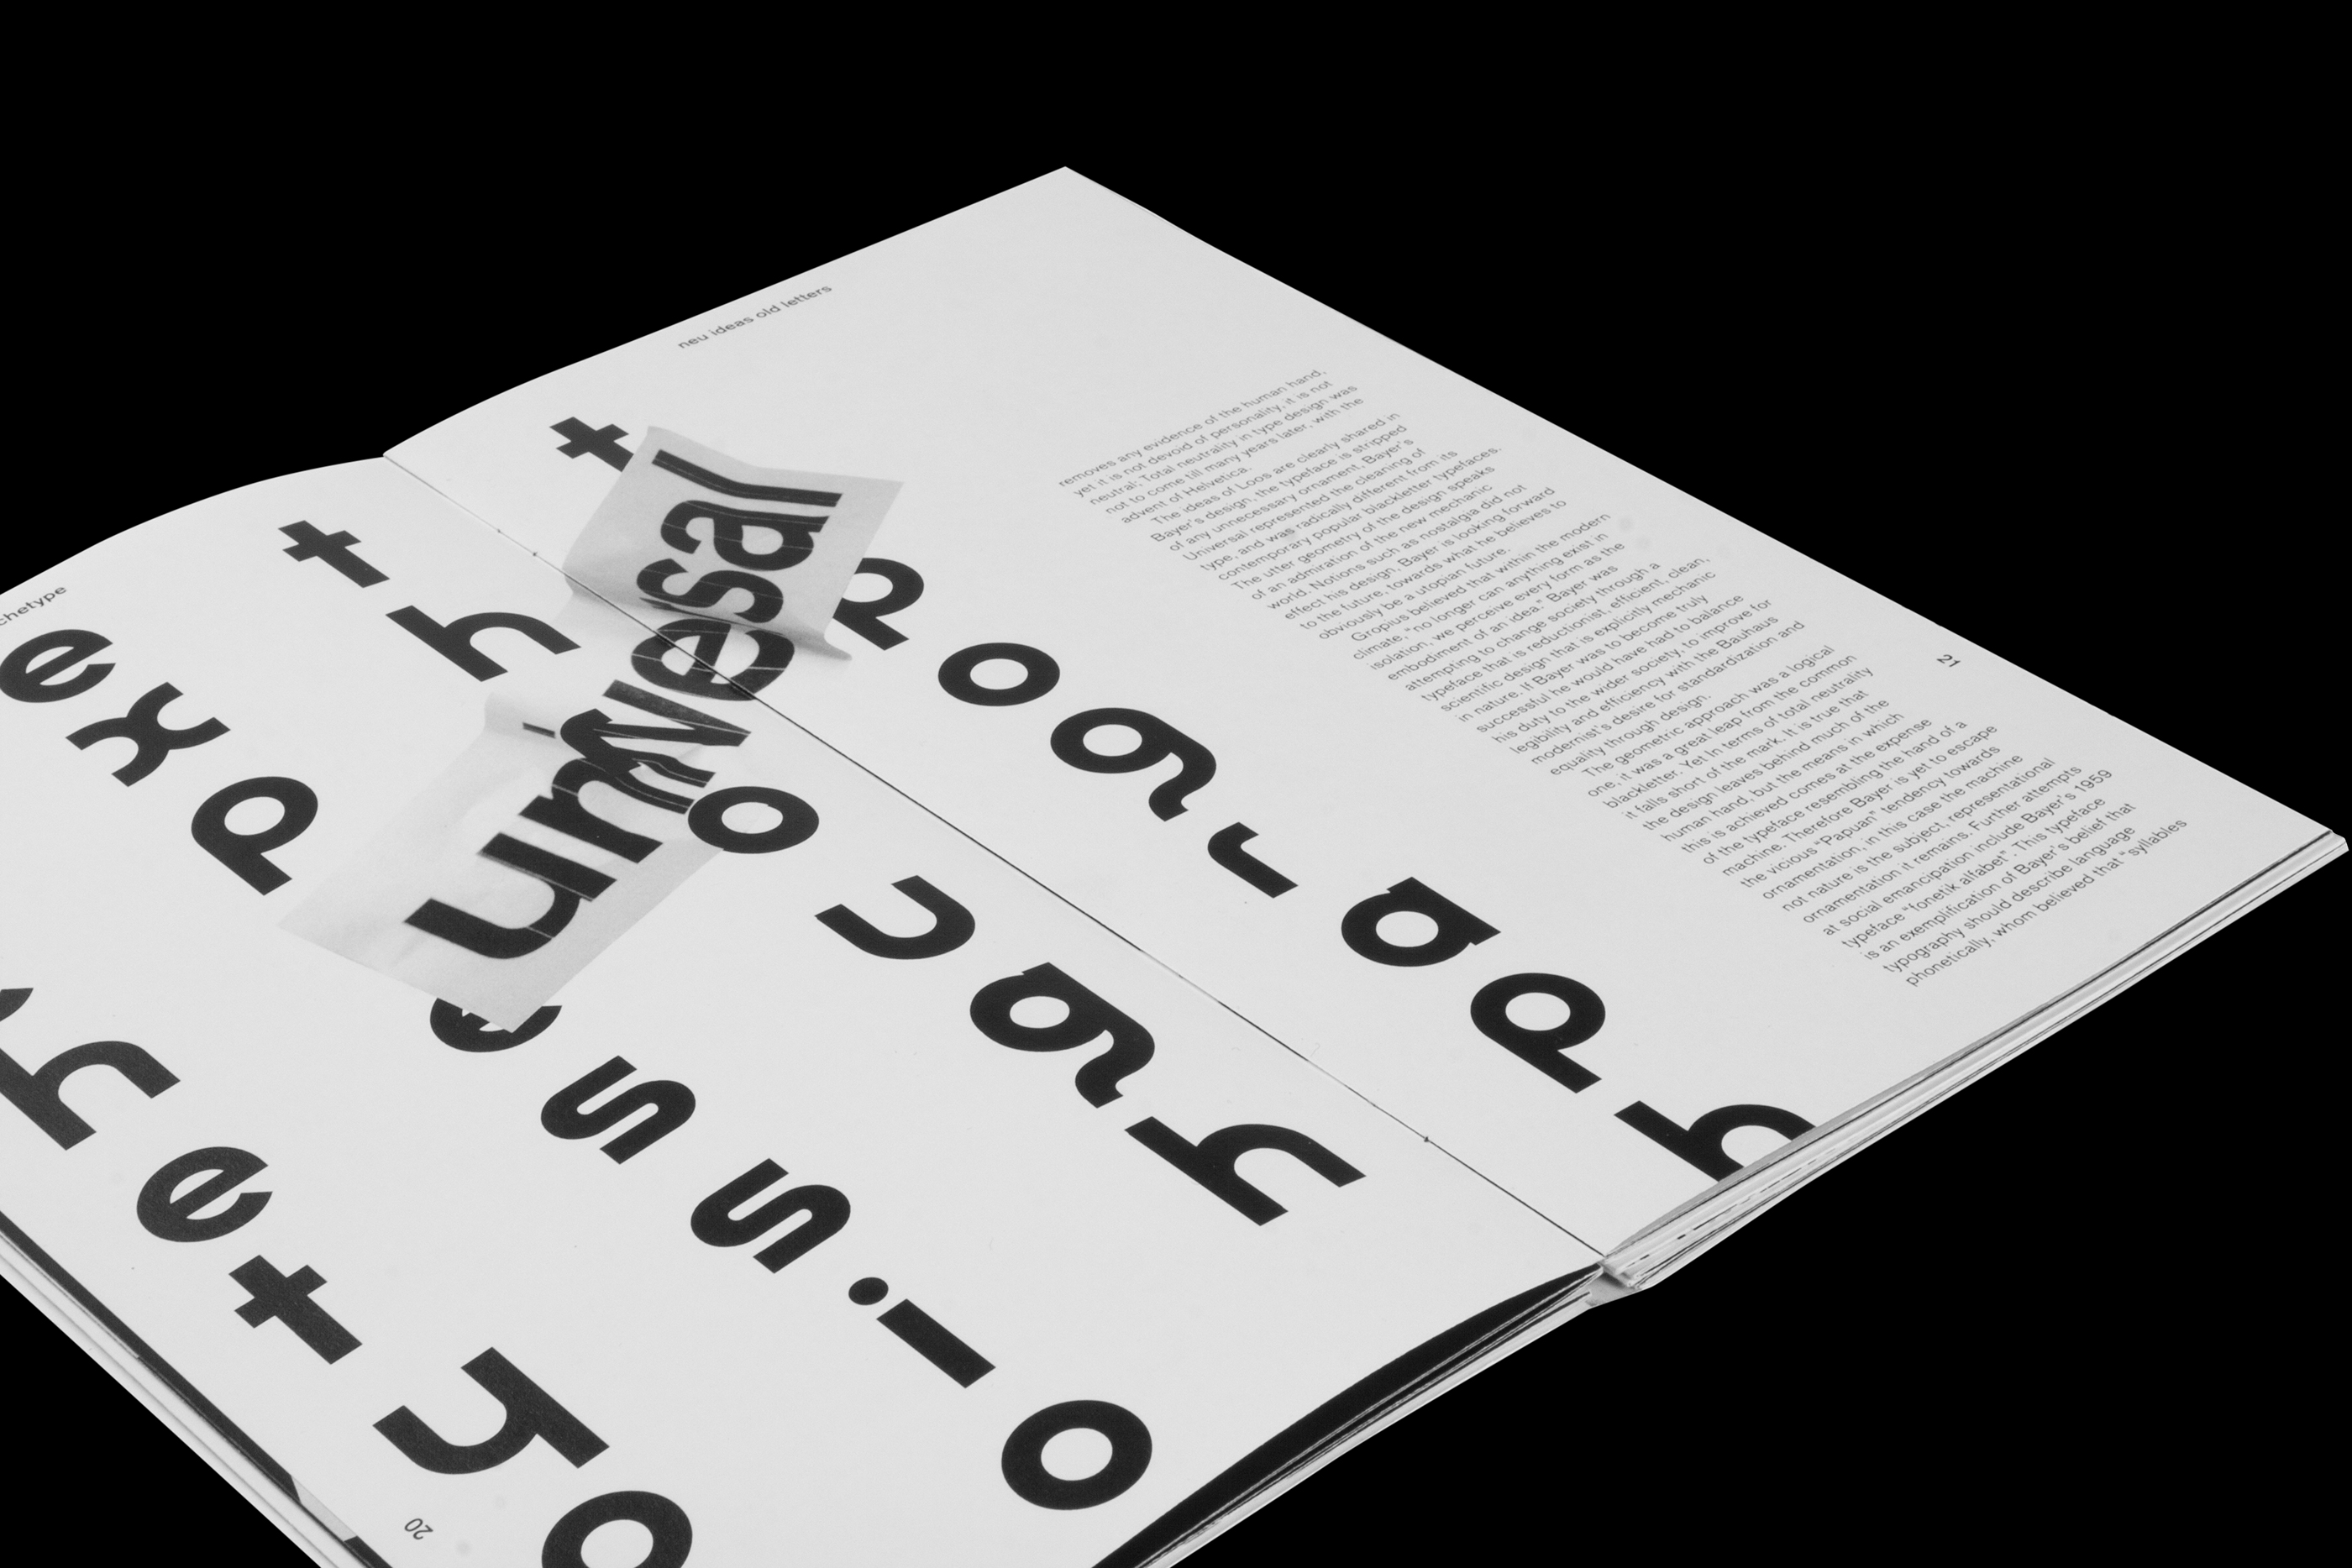 chetype
expressio
through
t pograph
universal
het yo
20
neu ideas old letters
removes any evidence of the human hand,
yet it is not devoid of personality, it is not
neutral; Total neutrality in type design was
not to come till many years later, with the
advent of Helvetica.
The ideas of Loos are clearly shared in
Bayer's design, the typeface is stripped
of any unnecessary ornament, Bayer's
Universal represented the cleaning of
type, and was radically different from its
contemporary popular blackletter typefaces.
The utter geometry of the design speaks
of an admiration of the new mechanic
world. Notions such as nostalgia did not
effect his design, Bayer is looking forward
to the future, towards what he believes to
obviously be a utopian future.
Gropius believed that within the modern
climate, "no longer can anything exist in
isolation, we perceive every form as the
embodiment of an idea." Bayer was
attempting to change society through a
typeface that is reductionist, efficient, clean,
scientific design that is explicitly mechanic
in nature. If Bayer was to become truly
successful he would have had to balance
his duty to the wider society, to improve for
legibility and efficiency with the Bauhaus
modernist's desire for standardization and
equality through design.
The geometric approach was a logical
one, it was a great leap from the common
blackletter. Yet In terms of total neutrality
it falls short of the mark. It is true that
the design leaves behind much of the
human hand, but the means in which
this is achieved comes at the expense
of the typeface resembling the hand of a
machine. Therefore Bayer is yet to escape
the vicious "Papuan" tendency towards
ornamentation, in this case the machine
not nature is the subject, representational
ornamentation it remains. Further attempts
at social emancipation include Bayer's 1959
typeface "fonetik alfabet". This typeface
is an exemplification of Bayer's belief that
typography should describe language
phonetically, whom believed that "syllables
21